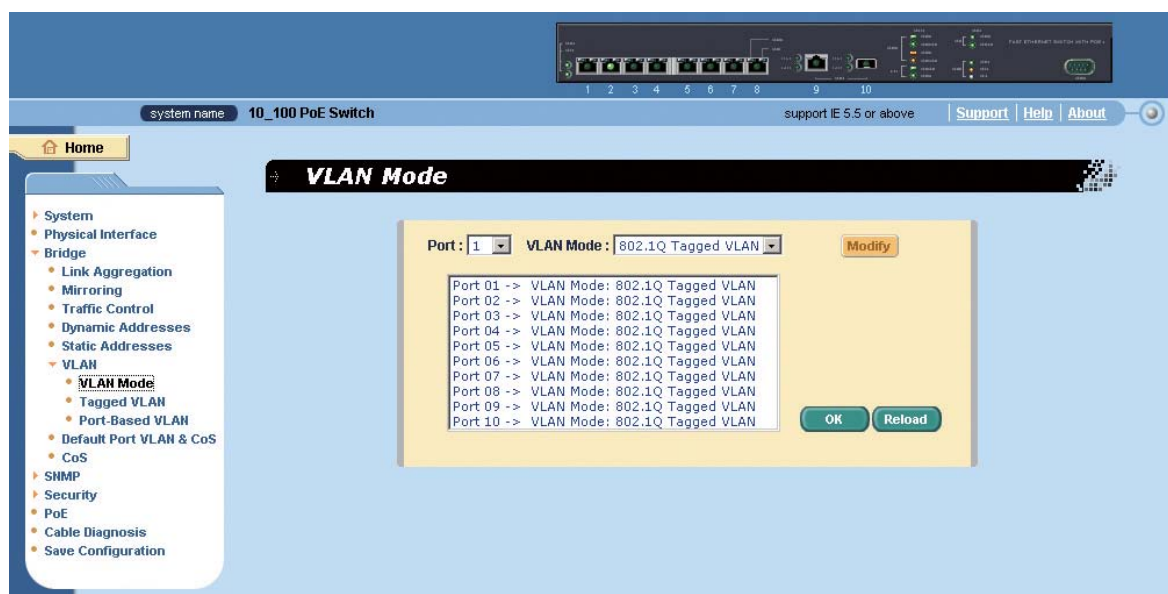 FAST ETHERNET SWITCH WITH POE+
1 2 3 4 5 6 7 8 9 10
system name 10_100 PoE Switch support IE 5.5 or above Support Help About
Home
VLAN Mode
System
Physical Interface
Bridge
Link Aggregation
Mirroring
Traffic Control
Dynamic Addresses
Static Addresses
VLAN
VLAN Mode
Tagged VLAN
Port-Based VLAN
Default Port VLAN & CoS
CoS
SNMP
Security
PoE
Cable Diagnosis
Save Configuration
Port : 1 VLAN Mode : 802.1Q Tagged VLAN Modify
Port 01 -> VLAN Mode: 802.1Q Tagged VLAN
Port 02 -> VLAN Mode: 802.1Q Tagged VLAN
Port 03 -> VLAN Mode: 802.1Q Tagged VLAN
Port 04 -> VLAN Mode: 802.1Q Tagged VLAN
Port 05 -> VLAN Mode: 802.1Q Tagged VLAN
Port 06 -> VLAN Mode: 802.1Q Tagged VLAN
Port 07 -> VLAN Mode: 802.1Q Tagged VLAN
Port 08 -> VLAN Mode: 802.1Q Tagged VLAN
Port 09 -> VLAN Mode: 802.1Q Tagged VLAN
Port 10 -> VLAN Mode: 802.1Q Tagged VLAN
OK Reload